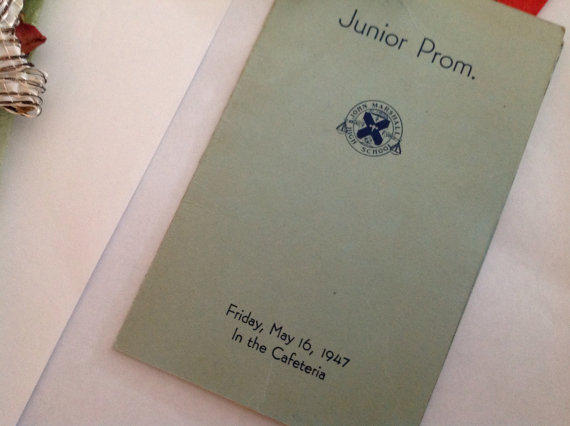 Junior Prom.
JOHN MARSHALL
HIGH SCHOOL
Friday, May 16, 1947
In the Cafeteria